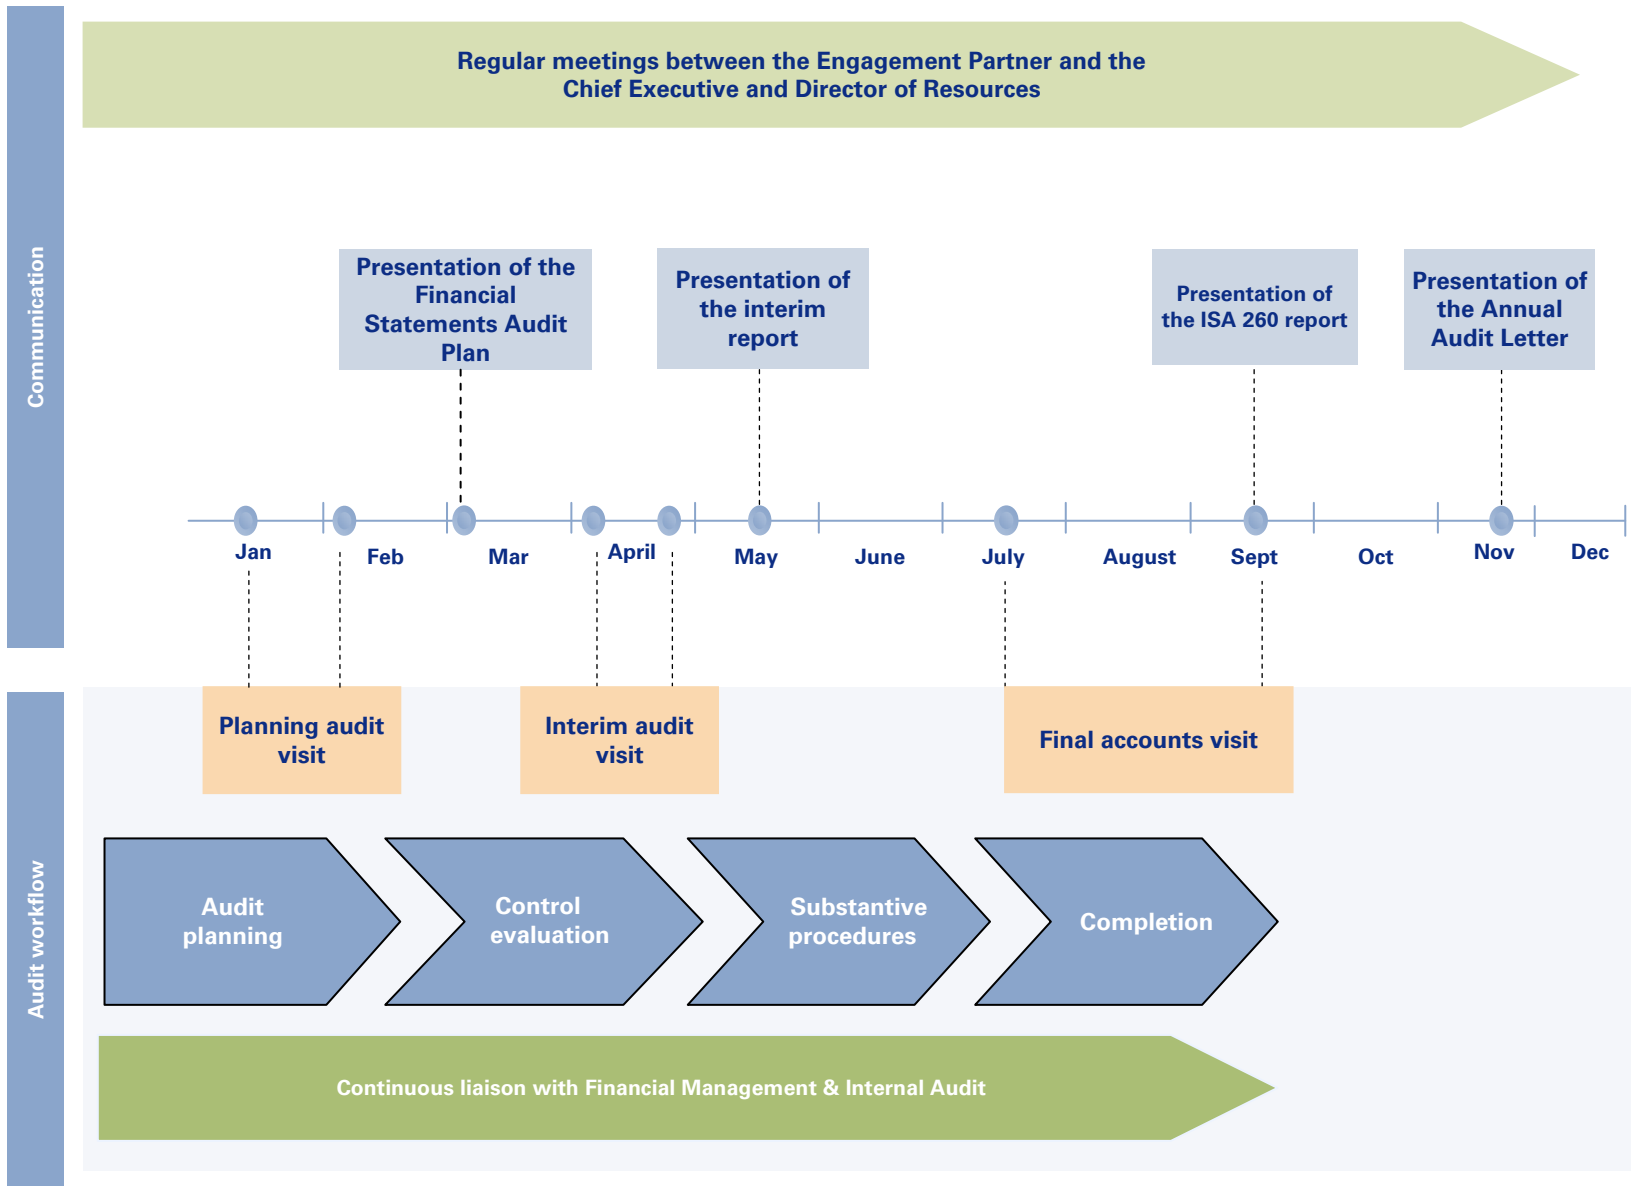 Communication
Regular meetings between the Engagement Partner and the
Chief Executive and Director of Resources
Presentation of the
Financial
Statements Audit
Plan
Presentation of
the interim
report
Presentation of
the ISA 260 report
Presentation of
the Annual
Audit Letter
Jan
Feb
Mar
April
May
June
July
August
Sept
Oct
Nov
Dec
Audit workflow
Planning audit
visit
Interim audit
visit
Final accounts visit
Audit
planning
Control
evaluation
Substantive
procedures
Completion
Continuous liaison with Financial Management & Internal Audit